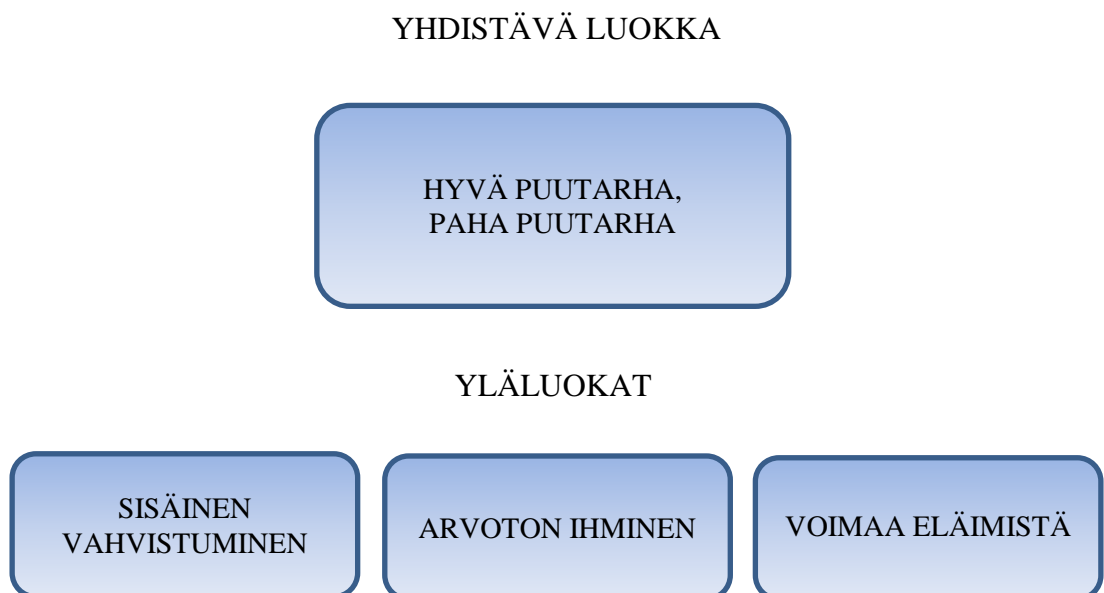 YHDISTÄVÄ LUOKKA
HYVÄ PUUTARHA,
PAHA PUUTARHA
YLÄLUOKAT
SISÄINEN
VAHVISTUMINEN
ARVOTON IHMINEN
VOIMAA ELÄIMISTÄ